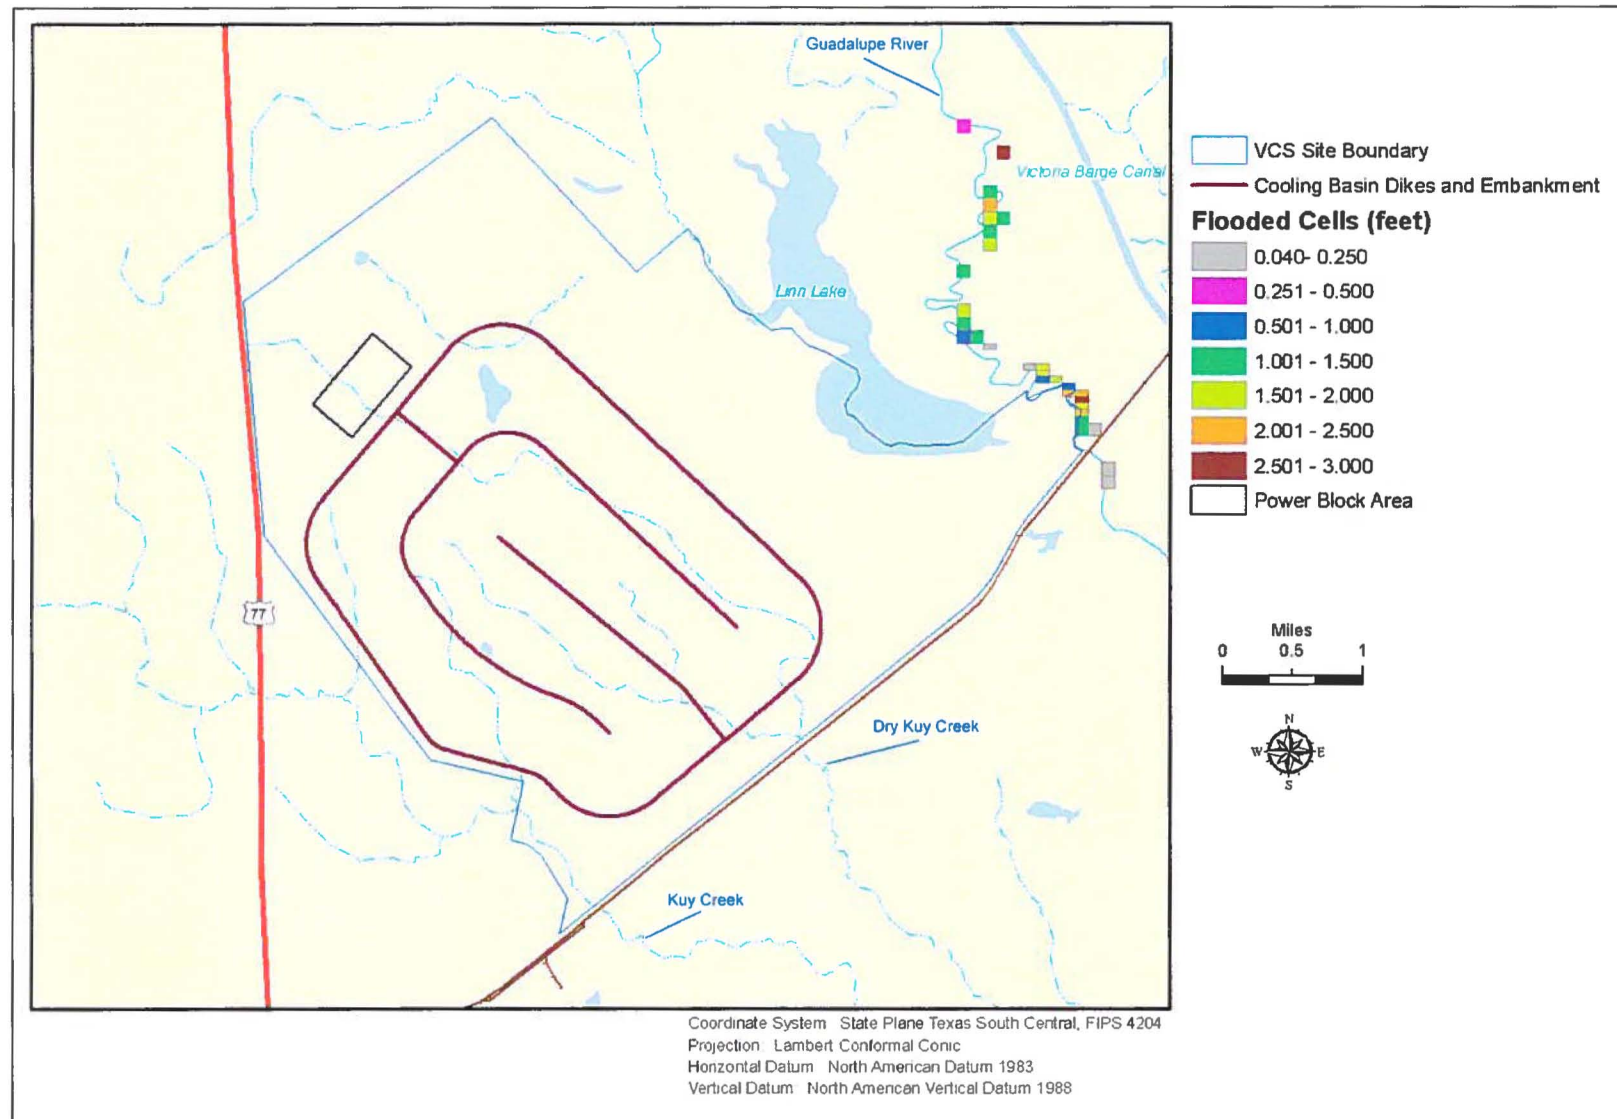 Guadalupe River
Victoria Barge Canal
Linn Lake
77
Dry Kuy Creek
Kuy Creek
VCS Site Boundary
Cooling Basin Dikes and Embankment
Flooded Cells (feet)
0.040- 0.250
0.251 - 0.500
0.501 - 1.000
1.001 - 1.500
1.501 - 2.000
2.001 - 2.500
2.501 - 3.000
Power Block Area
Miles
0 0.5 1
N
W E
S
Coordinate System State Plane Texas South Central, FIPS 4204
Projection: Lambert Conformal Conic
Horizontal Datum North American Datum 1983
Vertical Datum North American Vertical Datum 1988